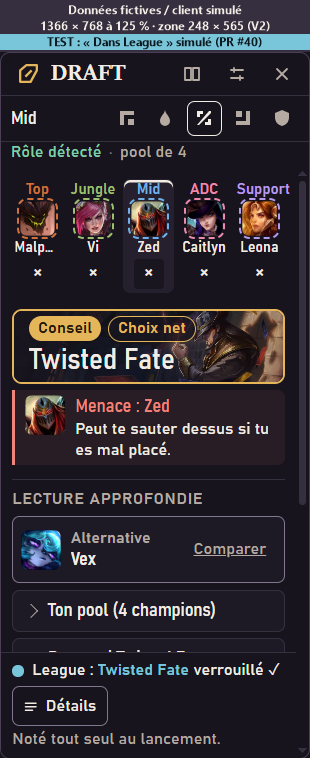 Données fictives / client simulé
1366 × 768 à 125 % · zone 248 × 565 (V2)
TEST : « Dans League » simulé (PR #40)
DRAFT
Mid
Rôle détecté · pool de 4
Top Jungle Mid ADC Support
Malp... Vi Zed Caitlyn Leona
× × × × ×
Conseil Choix net
Twisted Fate
Menace : Zed
Peut te sauter dessus si tu
es mal placé.
LECTURE APPROFONDIE
Alternative
Vex
Comparer
Ton pool (4 champions)
League : Twisted Fate verrouillé ✓
Détails
Noté tout seul au lancement.